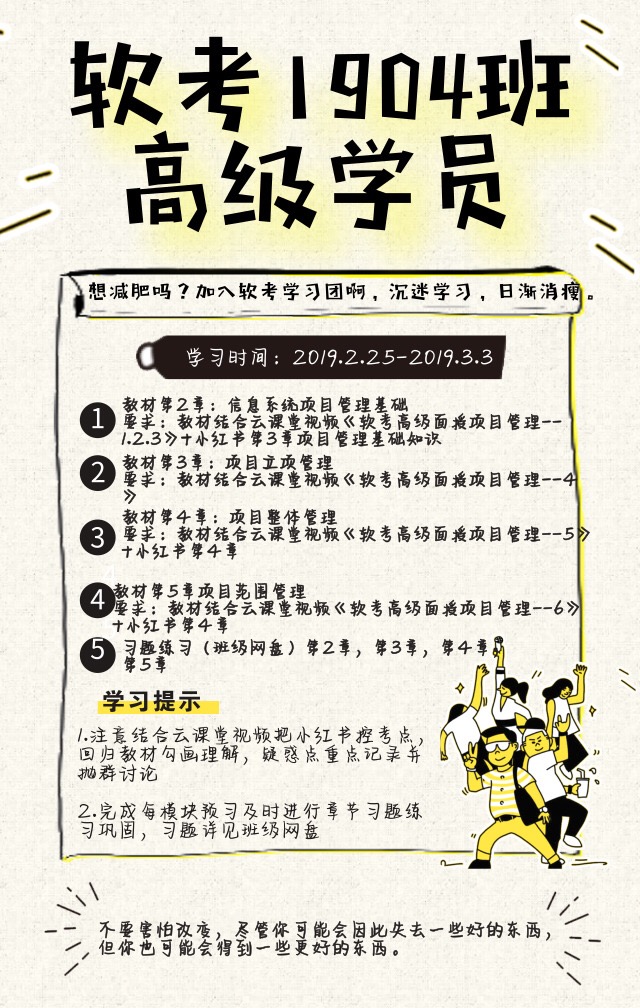 软考1904班
高级学员
想减肥吗？加入软考学习团啊，沉迷学习，日渐消瘦。
学习时间：2019.2.25-2019.3.3
1
教材第2章：信息系统项目管理基础
要求：教材结合云课堂视频《软考高级面授项目管理--
1.2.3》+小红书第3章项目管理基础知识
2
教材第3章：项目立项管理
要求：教材结合云课堂视频《软考高级面授项目管理--4
》
3
教材第4章：项目整体管理
要求：教材结合云课堂视频《软考高级面授项目管理--5》
+小红书第4章
4
教材第5章项目范围管理
要求：教材结合云课堂视频《软考高级面授项目管理--6》
+小红书第4章
5
习题练习（班级网盘）第2章，第3章，第4章
第5章
学习提示
1.注意结合云课堂视频把小红书挖考点，
回归教材勾画理解，疑惑点重点记录并
抛群讨论
2.完成每模块预习及时进行章节习题练
习巩固，习题详见班级网盘
不要害怕改变，尽管你可能会因此失去一些好的东西，
但你也可能会得到一些更好的东西。